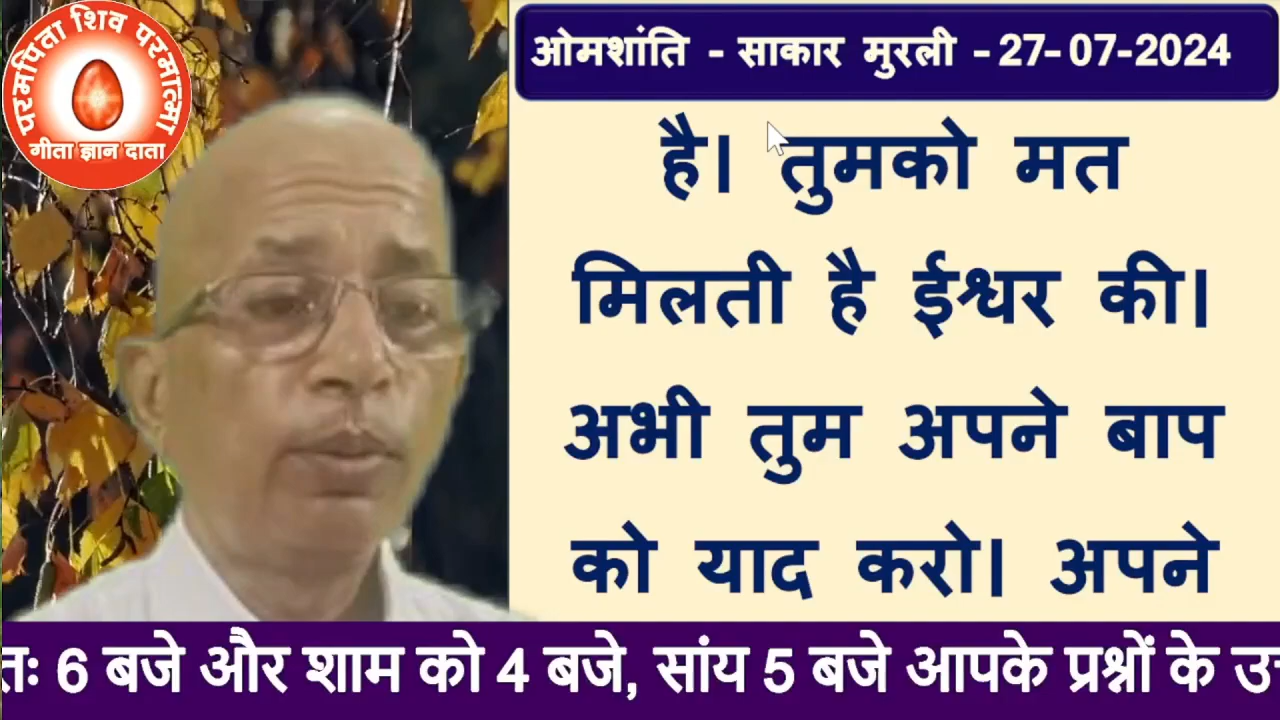 परमपिता शिव परमात्मा
गीता ज्ञान दाता
ओमशांति - साकार मुरली - 27- 07-2024
है। तुमको मत
मिलती है ईश्वर की।
अभी तुम अपने बाप
को याद करो। अपने
6 बजे और शाम को 4 बजे, सांय 5 बजे आपके प्रश्नों के